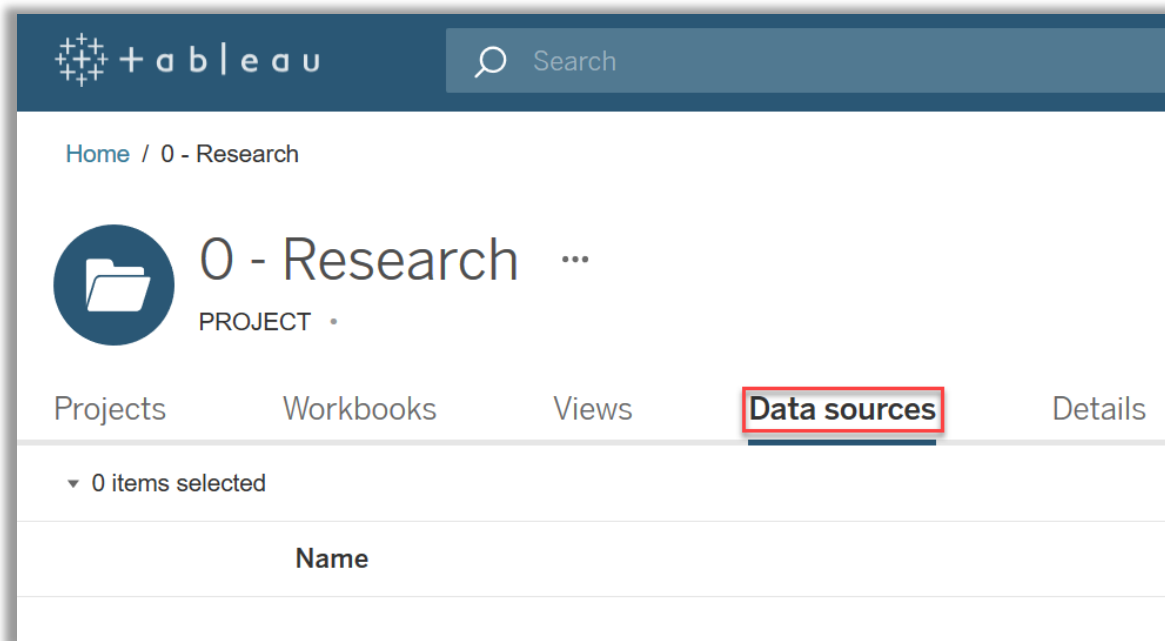 + a b l e a u
Search
Home / 0 - Research
0 - Research ...
PROJECT •
Projects Workbooks Views Data sources Details
0 items selected
Name